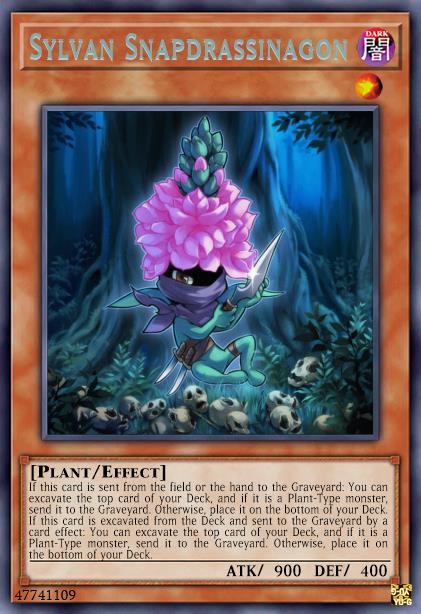 SYLVAN SNAPDRASSINAGON
DARK
闇
[PLANT/EFFECT]
If this card is sent from the field or the hand to the Graveyard: You can
excavate the top card of your Deck, and if it is a Plant-Type monster,
send it to the Graveyard. Otherwise, place it on the bottom of your Deck.
If this card is excavated from the Deck and sent to the Graveyard by a
card effect: You can excavate the top card of your Deck, and if it is a
Plant-Type monster, send it to the Graveyard. Otherwise, place it on
the bottom of your Deck.
ATK/ 900 DEF/ 400
47741109